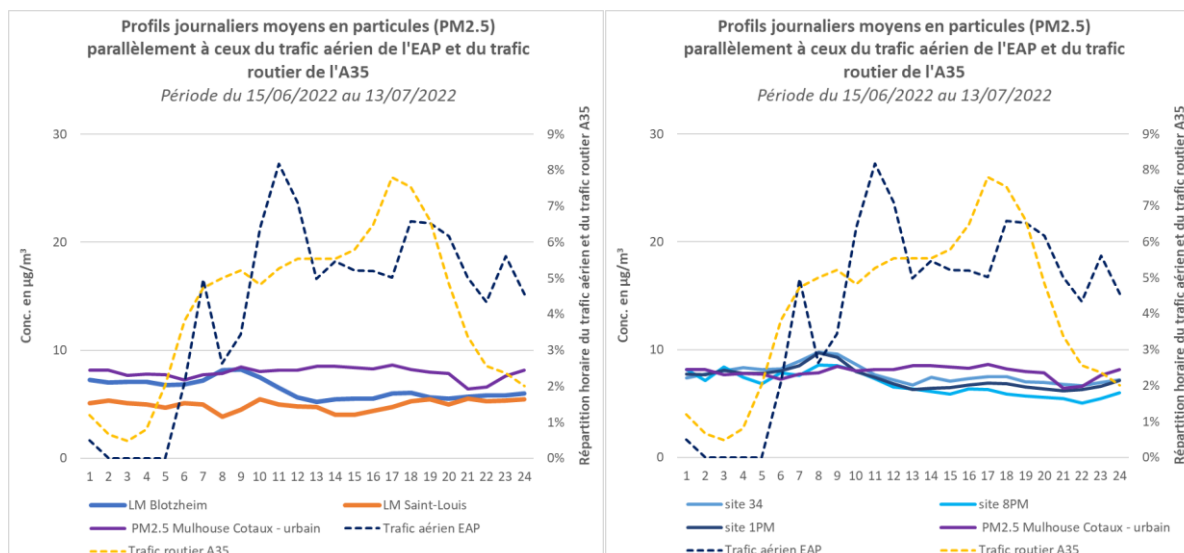 Profils journaliers moyens en particules (PM2.5)
parallèlement à ceux du trafic aérien de l'EAP et du trafic
routier de l'A35
Période du 15/06/2022 au 13/07/2022
Conc. en µg/m³
30
20
10
0
9%
8%
7%
6%
5%
4%
3%
2%
1%
0%
Répartition horaire du trafic aérien et du trafic routier A35
1 2 3 4 5 6 7 8 9 10 11 12 13 14 15 16 17 18 19 20 21 22 23 24
LM Blotzheim
LM Saint-Louis
PM2.5 Mulhouse Cotaux - urbain
Trafic aérien EAP
Trafic routier A35
Profils journaliers moyens en particules (PM2.5)
parallèlement à ceux du trafic aérien de l'EAP et du trafic
routier de l'A35
Période du 15/06/2022 au 13/07/2022
Conc. en µg/m³
30
20
10
0
9%
8%
7%
6%
5%
4%
3%
2%
1%
0%
Répartition horaire du trafic aérien et du trafic routier A35
1 2 3 4 5 6 7 8 9 10 11 12 13 14 15 16 17 18 19 20 21 22 23 24
site 34
site 8PM
site 1PM
PM2.5 Mulhouse Cotaux - urbain
Trafic aérien EAP
Trafic routier A35